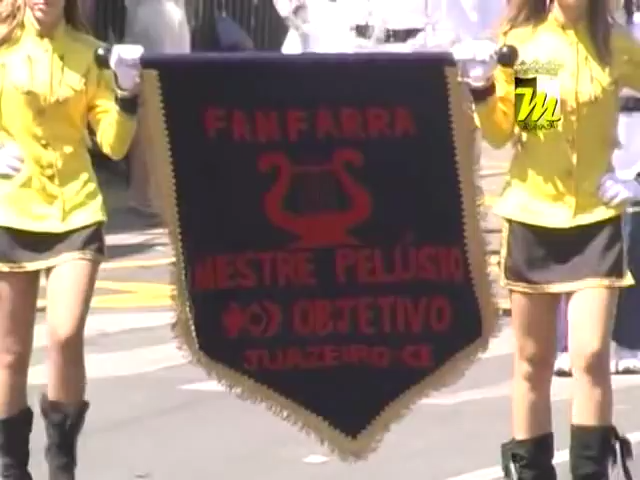 FANFARRA
MESTRE PELÚSIO
OBJETIVO
JUAZEIRO-CE
M